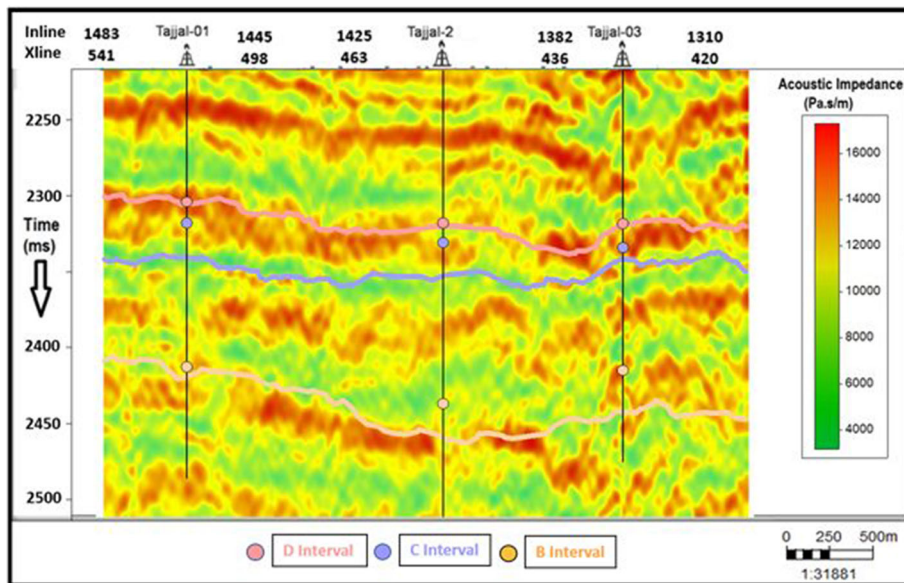 Inline 1483 Tajjal-01 1445 1425 Tajjal-2 1382 Tajjal-03 1310
Xline 541 498 463 436 420
Acoustic Impedance
(Pa.s/m)
2250
16000
14000
2300
Time
(ms)
12000
10000
8000
2400
6000
2450
4000
2500
D Interval C Interval B Interval
0 250 500m
1:31881